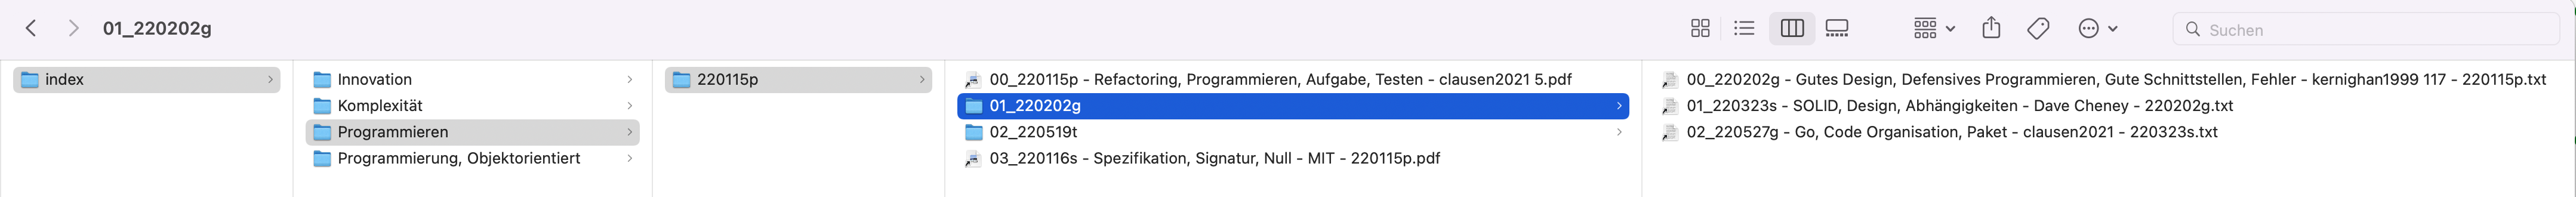 01_220202g
Suchen
index
Innovation
Komplexität
Programmieren
Programmierung, Objektorientiert
220115p
00_220115p - Refactoring, Programmieren, Aufgabe, Testen - clausen2021 5.pdf
01_220202g
02_220519t
03_220116s - Spezifikation, Signatur, Null - MIT - 220115p.pdf
00_220202g - Gutes Design, Defensives Programmieren, Gute Schnittstellen, Fehler - kernighan1999 117 - 220115p.txt
01_220323s - SOLID, Design, Abhängigkeiten - Dave Cheney - 220202g.txt
02_220527g - Go, Code Organisation, Paket - clausen2021 - 220323s.txt